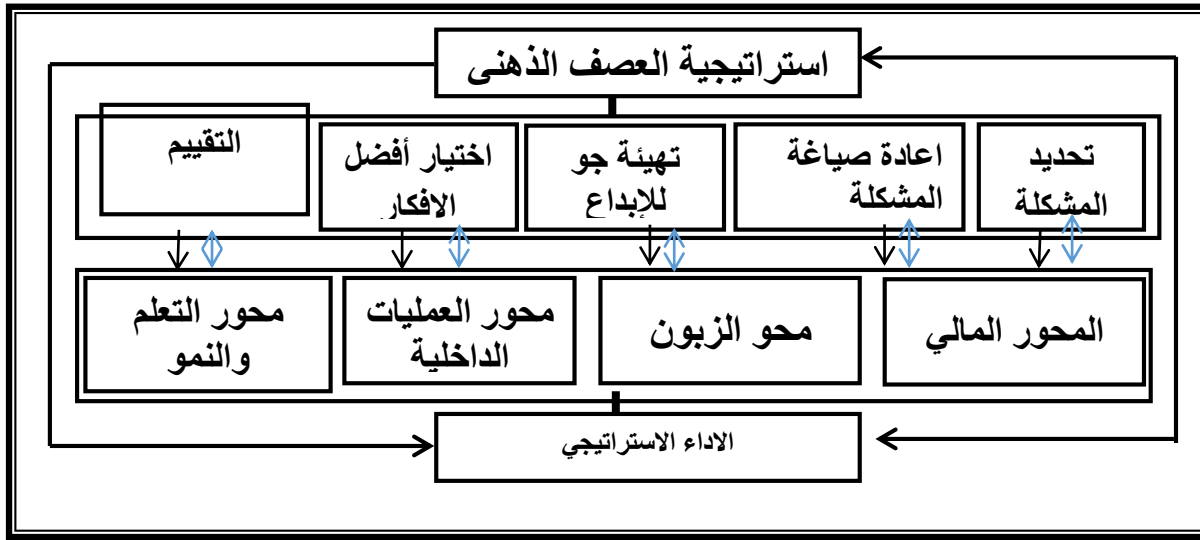 استراتيجية العصف الذهنى
تحديد
المشكلة
اعادة صياغة
المشكلة
تهيئة جو
للإبداع
اختيار أفضل
الافكار
التقييم
المحور المالي
محو الزبون
محور العمليات
الداخلية
محور التعلم
والنمو
الاداء الاستراتيجي